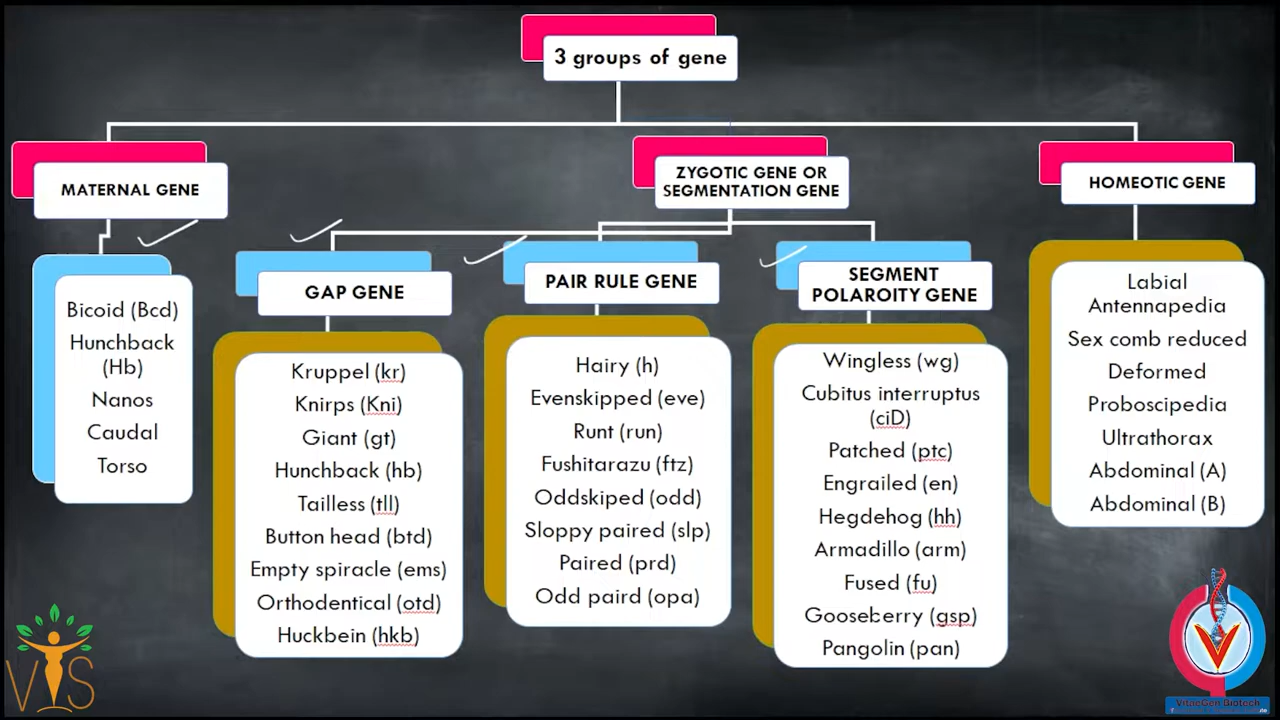 3 groups of gene
MATERNAL GENE
ZYGOTIC GENE OR
SEGMENTATION GENE
HOMEOTIC GENE
Bicoid (Bcd)
Hunchback
(Hb)
Nanos
Caudal
Torso
GAP GENE
Kruppel (kr)
Knirps (Kni)
Giant (gt)
Hunchback (hb)
Tailless (tll)
Button head (btd)
Empty spiracle (ems)
Orthodentical (otd)
Huckbein (hkb)
PAIR RULE GENE
Hairy (h)
Evenskipped (eve)
Runt (run)
Fushitarazu (ftz)
Oddskiped (odd)
Sloppy paired (slp)
Paired (prd)
Odd paird (opa)
SEGMENT
POLAROITY GENE
Wingless (wg)
Cubitus interruptus
(ciD)
Patched (ptc)
Engrailed (en)
Hegdehog (hh)
Armadillo (arm)
Fused (fu)
Gooseberry (gsp)
Pangolin (pan)
Labial
Antennapedia
Sex comb reduced
Deformed
Proboscipedia
Ultrathorax
Abdominal (A)
Abdominal (B)
VIS
V
VitaeGen Biotech